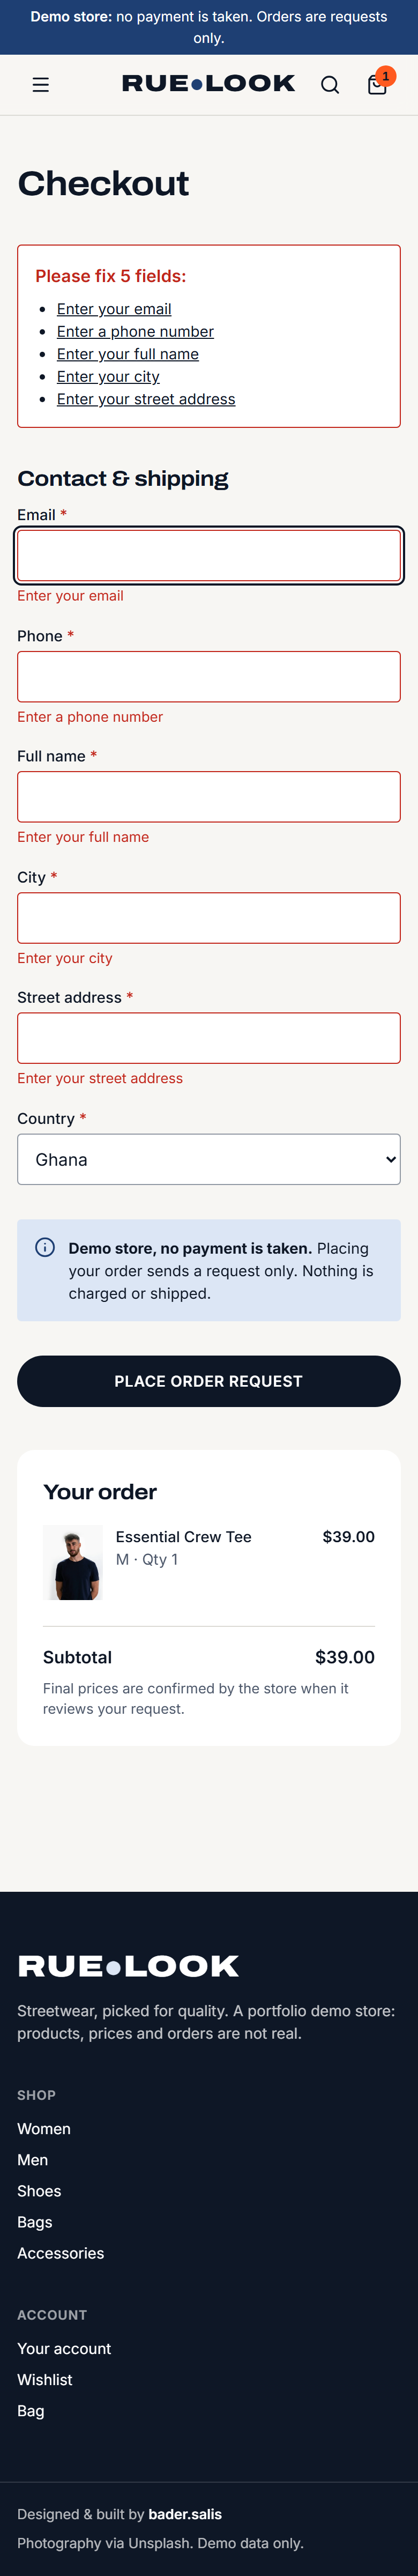 Demo store: no payment is taken. Orders are requests
only.
RUE●LOOK
1
Checkout
Please fix 5 fields:
• Enter your email
• Enter a phone number
• Enter your full name
• Enter your city
• Enter your street address
Contact & shipping
Email *
Enter your email
Phone *
Enter a phone number
Full name *
Enter your full name
City *
Enter your city
Street address *
Enter your street address
Country *
Ghana
Demo store, no payment is taken. Placing
your order sends a request only. Nothing is
charged or shipped.
PLACE ORDER REQUEST
Your order
Essential Crew Tee $39.00
M · Qty 1
Subtotal $39.00
Final prices are confirmed by the store when it
reviews your request.
RUE●LOOK
Streetwear, picked for quality. A portfolio demo store:
products, prices and orders are not real.
SHOP
Women
Men
Shoes
Bags
Accessories
ACCOUNT
Your account
Wishlist
Bag
Designed & built by bader.salis
Photography via Unsplash. Demo data only.